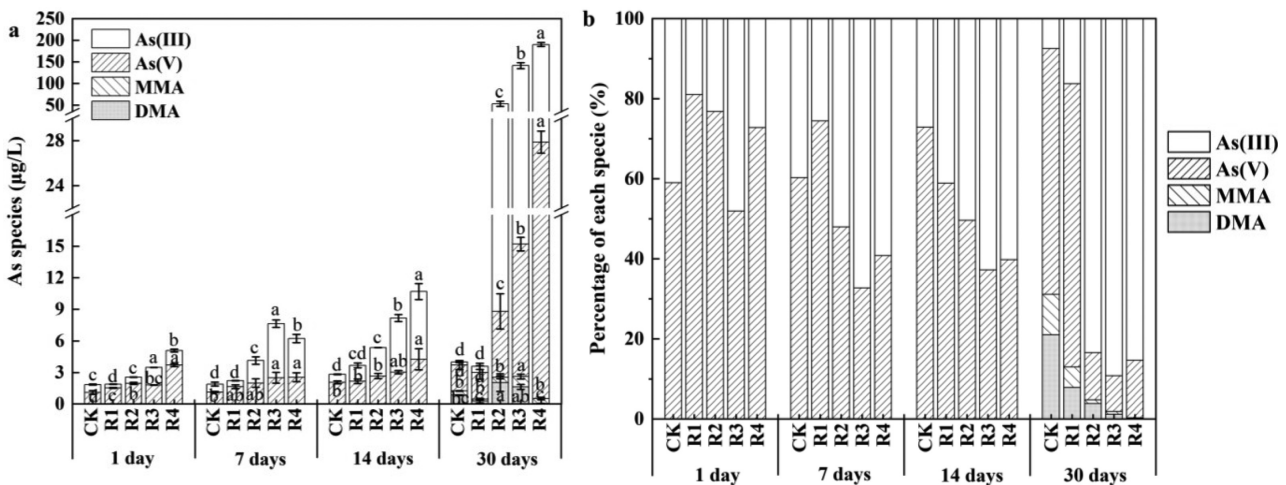 a
As species (µg/L)
250
200
150
100
50
28
24
15
12
9
6
3
0
As(III)
As(V)
MMA
DMA
c d c a b
d c b bc
d d c a b
b ab a a a
d cd c b a
b b b ab a
d d c b a
c b a
CK R1 R2 R3 R4 CK R1 R2 R3 R4 CK R1 R2 R3 R4 CK R1 R2 R3 R4
1 day 7 days 14 days 30 days
b
Percentage of each specie (%)
100
80
60
40
20
0
CK R1 R2 R3 R4 CK R1 R2 R3 R4 CK R1 R2 R3 R4 CK R1 R2 R3 R4
1 day 7 days 14 days 30 days
As(III)
As(V)
MMA
DMA